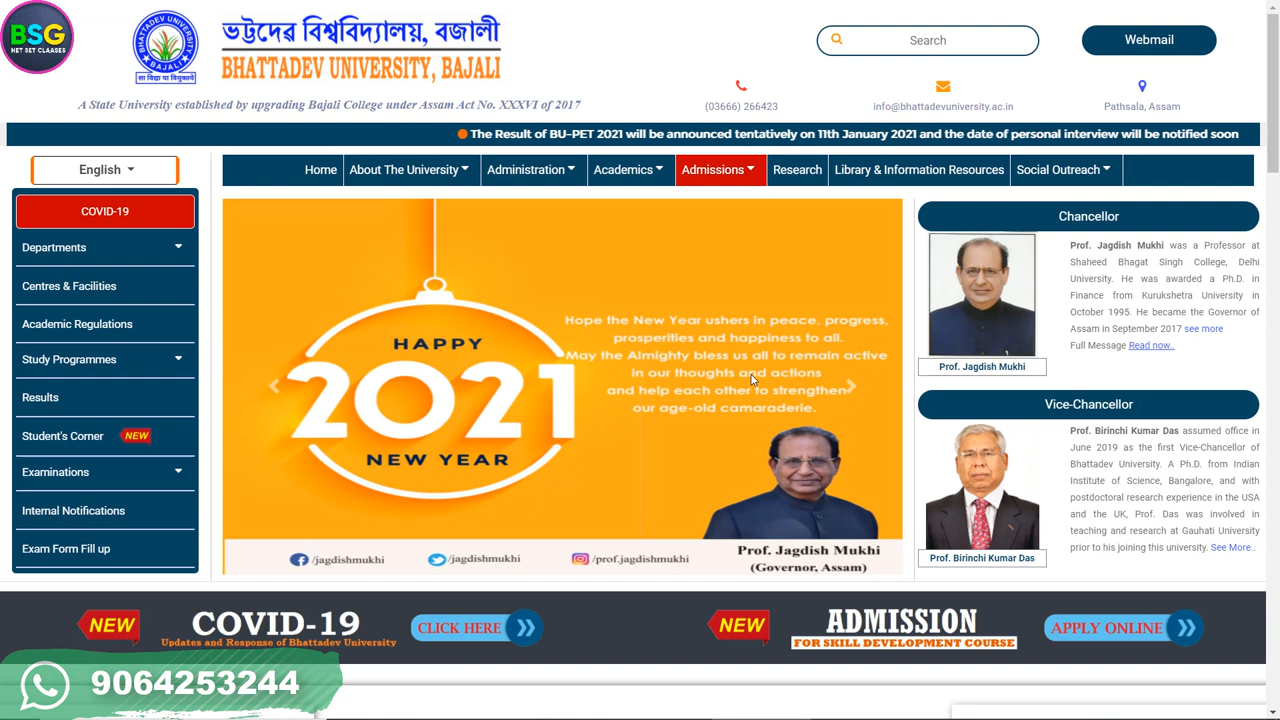 BSG
NET SET CLAASES
BHATTADEV UNIVERSITY
BAJALI
सा विद्या या विमुक्तये
ভট্টদেৱ বিশ্ববিদ্যালয়, বজালী
BHATTADEV UNIVERSITY, BAJALI
A State University established by upgrading Bajali College under Assam Act No. XXXVI of 2017
Search
Webmail
(03666) 266423
info@bhattadevuniversity.ac.in
Pathsala, Assam
The Result of BU-PET 2021 will be announced tentatively on 11th January 2021 and the date of personal interview will be notified soon
English
Home
About The University
Administration
Academics
Admissions
Research
Library & Information Resources
Social Outreach
COVID-19
Departments
Centres & Facilities
Academic Regulations
Study Programmes
Results
Student's Corner NEW
Examinations
Internal Notifications
Exam Form Fill up
HAPPY
2021
NEW YEAR
Hope the New Year ushers in peace, progress,
prosperities and happiness to all.
May the Almighty bless us all to remain active
in our thoughts and actions
and help each other to strengthen
our age-old camaraderie.
/jagdishmukhi
/jagdishmukhi
/prof.jagdishmukhi
Prof. Jagdish Mukhi
(Governor, Assam)
Chancellor
Prof. Jagdish Mukhi was a Professor at
Shaheed Bhagat Singh College, Delhi
University. He was awarded a Ph.D. in
Finance from Kurukshetra University in
October 1995. He became the Governor of
Assam in September 2017 see more
Full Message Read now..
Prof. Jagdish Mukhi
Vice-Chancellor
Prof. Birinchi Kumar Das assumed office in
June 2019 as the first Vice-Chancellor of
Bhattadev University. A Ph.D. from Indian
Institute of Science, Bangalore, and with
postdoctoral research experience in the USA
and the UK, Prof. Das was involved in
teaching and research at Gauhati University
prior to his joining this university. See More..
Prof. Birinchi Kumar Das
NEW
COVID-19
Updates and Response of Bhattadev University
CLICK HERE
NEW
ADMISSION
FOR SKILL DEVELOPMENT COURSE
APPLY ONLINE
9064253244